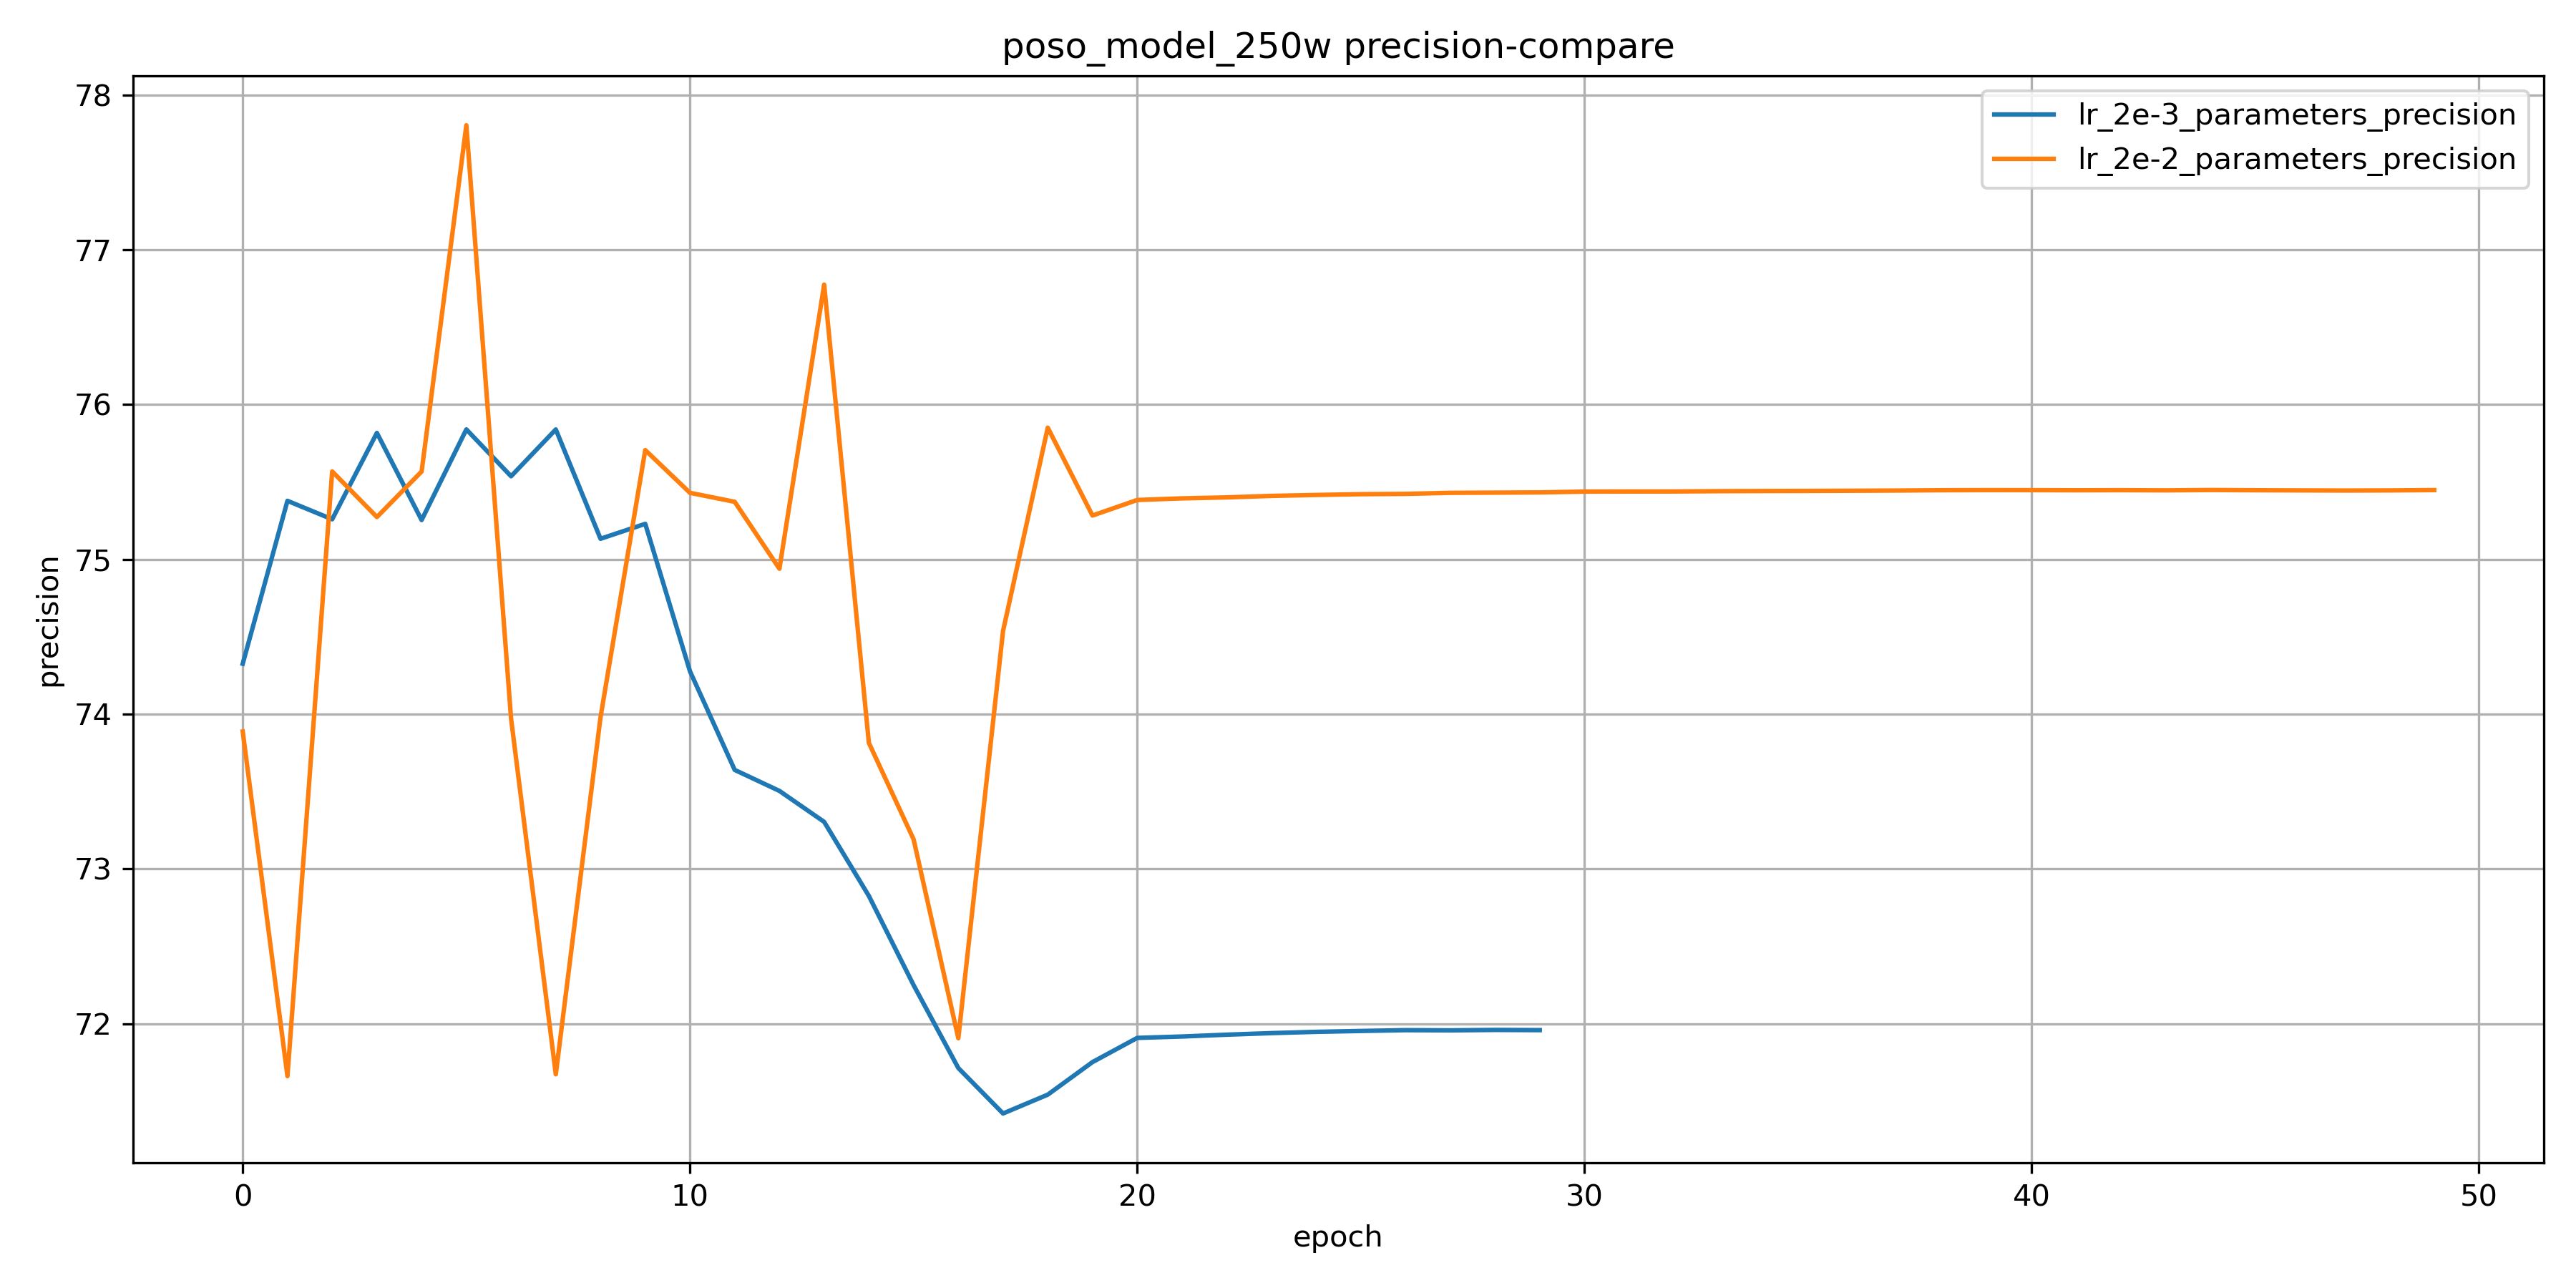 poso_model_250w precision-compare
lr_2e-3_parameters_precision
lr_2e-2_parameters_precision
78
77
76
75
74
73
72
precision
0 10 20 30 40 50
epoch